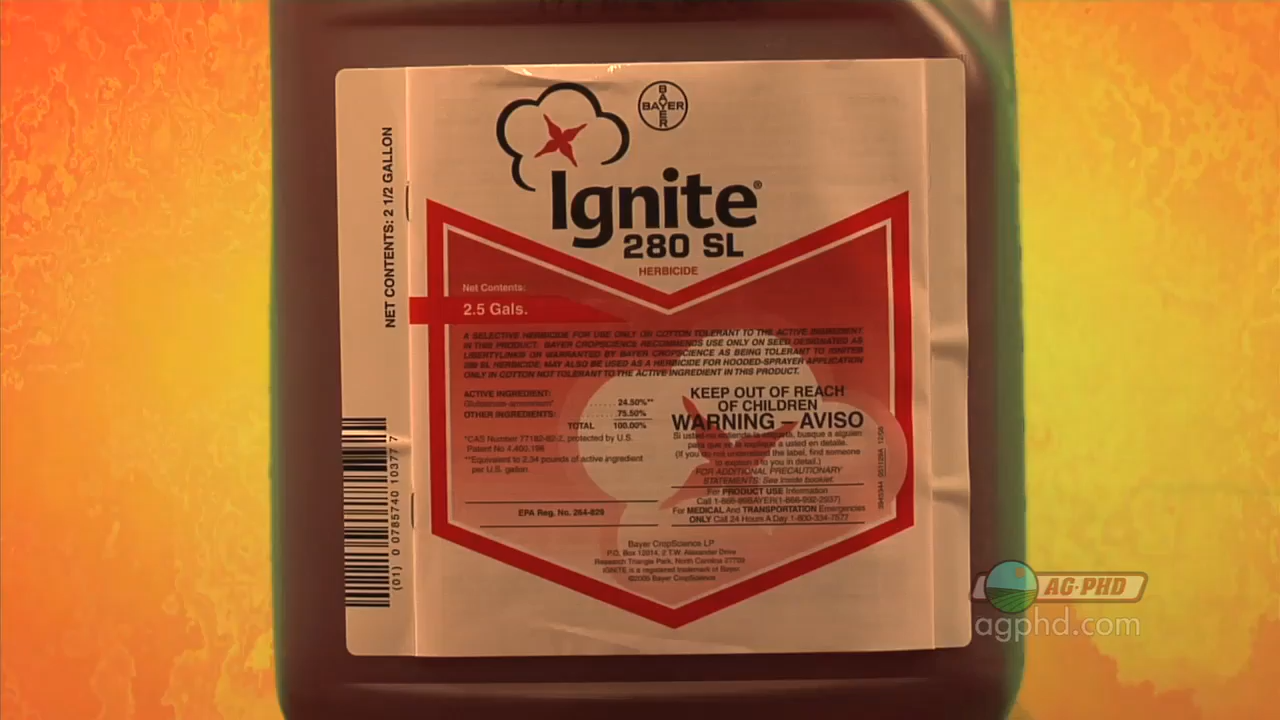 BAYER
BAYER
Ignite®
280 SL
HERBICIDE
NET CONTENTS: 2 1/2 GALLON
Net Contents:
2.5 Gals.
A SELECTIVE HERBICIDE FOR USE ONLY ON COTTON TOLERANT TO THE ACTIVE INGREDIENT
IN THIS PRODUCT. BAYER CROPSCIENCE RECOMMENDS USE ONLY ON SEED DESIGNATED AS
LIBERTYLINK® OR WARRANTED BY BAYER CROPSCIENCE AS BEING TOLERANT TO IGNITE®
280 SL HERBICIDE. MAY ALSO BE USED AS A HERBICIDE FOR HOODED-SPRAYER APPLICATION
ONLY IN COTTON NOT TOLERANT TO THE ACTIVE INGREDIENT IN THIS PRODUCT.
ACTIVE INGREDIENT:
Glufosinate-ammonium* ...... 24.50%**
OTHER INGREDIENTS: ...... 75.50%
TOTAL 100.00%
*CAS Number 77182-82-2, protected by U.S.
Patent No 4,400,196
**Equivalent to 2.34 pounds of active ingredient
per U.S. gallon.
EPA Reg. No. 264-829
KEEP OUT OF REACH
OF CHILDREN
WARNING – AVISO
Si usted no entiende la etiqueta, busque a alguien
para que se la explique a usted en detalle.
(If you do not understand the label, find someone
to explain it to you in detail.)
FOR ADDITIONAL PRECAUTIONARY
STATEMENTS: See inside booklet.
For PRODUCT USE Information
Call 1-866-99BAYER(1-866-992-2937)
For MEDICAL And TRANSPORTATION Emergencies
ONLY Call 24 Hours A Day 1-800-334-7577
Bayer CropScience LP
P.O. Box 12014, 2 T.W. Alexander Drive
Research Triangle Park, North Carolina 27709
IGNITE is a registered trademark of Bayer.
Bayer CropScience
(01) 0 0785740 10377 7
AG·PHD
agphd.com